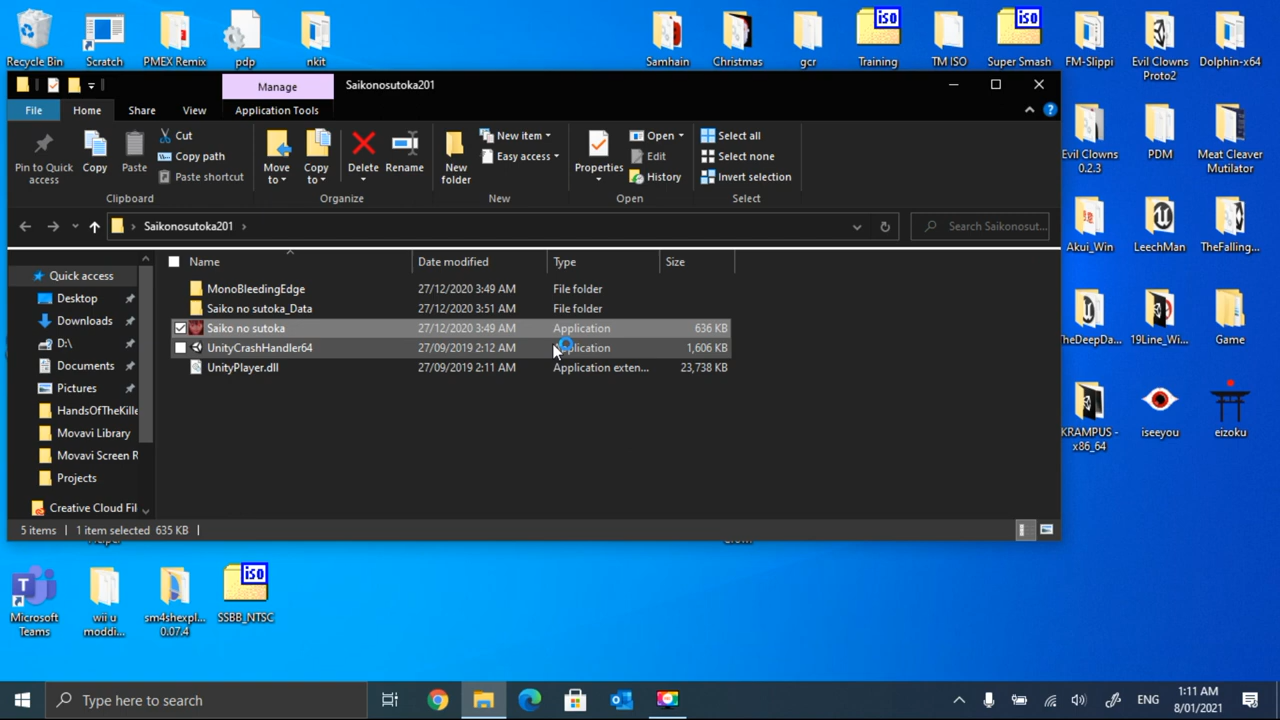 Recycle Bin
Scratch
PMEX Remix
pdp
nkit
Samhain
Christmas
gcr
iso
Training
TM ISO
iso
Super Smash
FM-Slippi
Evil Clowns
Proto2
Dolphin-x64
Manage
Saikonosutoka201
File
Home
Share
View
Application Tools
Pin to Quick
access
Copy
Paste
Cut
Copy path
Paste shortcut
Clipboard
Move
to
Copy
to
Delete
Rename
Organize
New
folder
New item
Easy access
New
Properties
Open
Edit
History
Open
Select all
Select none
Invert selection
Select
Saikonosutoka201
Search Saikonosut...
Quick access
Desktop
Downloads
D:\
Documents
Pictures
HandsOfTheKille
Movavi Library
Movavi Screen R
Projects
Creative Cloud Fil
Name
Date modified
Type
Size
MonoBleedingEdge 27/12/2020 3:49 AM File folder
Saiko no sutoka_Data 27/12/2020 3:51 AM File folder
Saiko no sutoka 27/12/2020 3:49 AM Application 636 KB
UnityCrashHandler64 27/09/2019 2:12 AM Application 1,606 KB
UnityPlayer.dll 27/09/2019 2:11 AM Application exten... 23,738 KB
5 items
1 item selected 635 KB
Evil Clowns
0.2.3
PDM
Meat Cleaver
Mutilator
Akui_Win
LeechMan
TheFalling...
TheDeepDa...
19Line_Wi...
Game
KRAMPUS -
x86_64
iseeyou
eizoku
Microsoft
Teams
wii u
moddi...
sm4shexpl...
0.07.4
iso
SSBB_NTSC
Type here to search
ENG
1:11 AM
8/01/2021